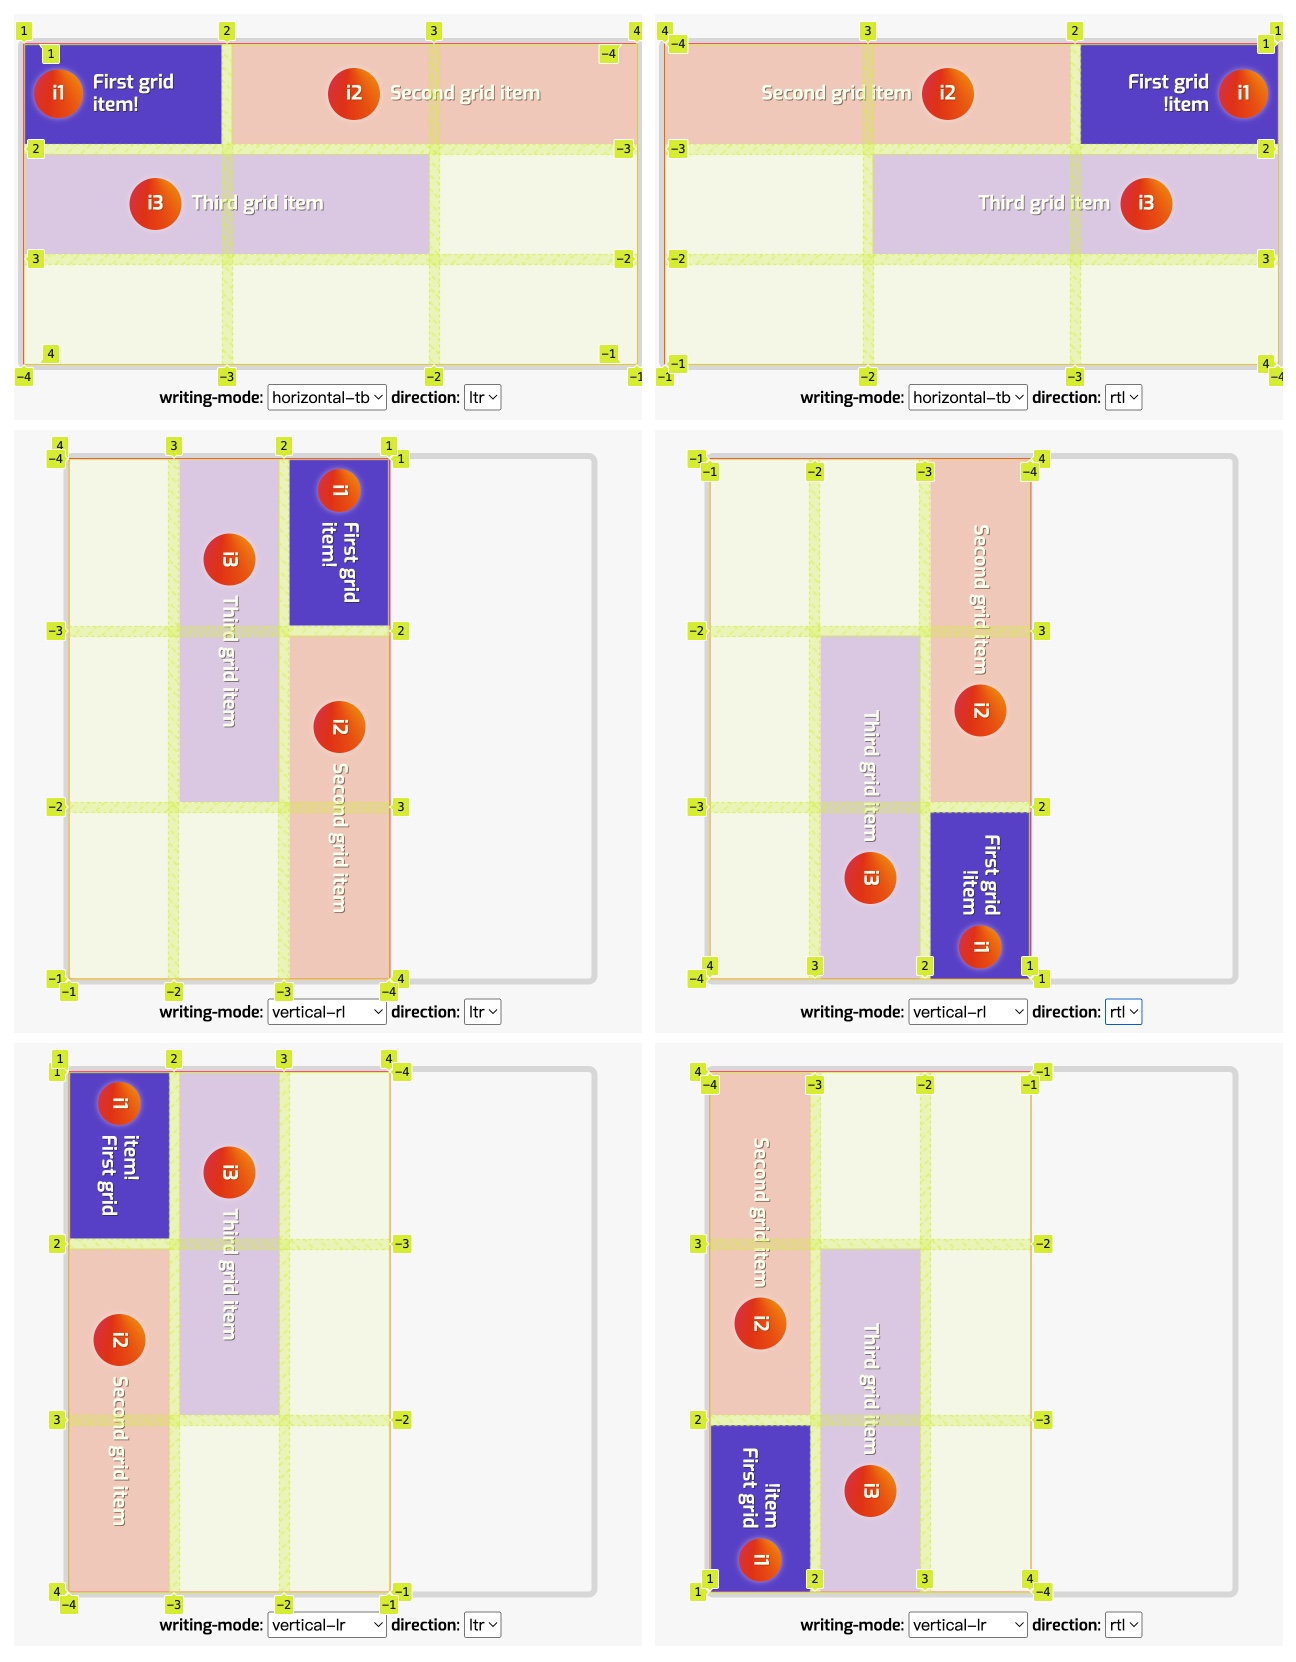 1 2 3 4
1 -4
i1 First grid
item!
i2 Second grid item
2 -3
i3 Third grid item
3 -2
4 -1
-4 -3 -2 -1
writing-mode: horizontal-tb direction: ltr
4 3 2 1
-4 1
Second grid item i2
First grid i1
!item
-3 2
Third grid item i3
-2 3
-1 4
-1 -2 -3 -4
writing-mode: horizontal-tb direction: rtl
4 3 2 1
-4 1
i1 First grid
item!
i3 Third grid item
-3 2
i2 Second grid item
-2 3
-1 4
-1 -2 -3 -4
writing-mode: vertical-rl direction: ltr
-1 4
-1 -2 -3 -4
Second grid item i2
-2 3
Third grid item i3
-3 2
First grid
!item i1
4 3 2 1
-4 1
writing-mode: vertical-rl direction: rtl
1 2 3 4
1 -4
i1 First grid
item!
i3 Third grid item
2 -3
i2 Second grid item
3 -2
4 -1
-4 -3 -2 -1
writing-mode: vertical-lr direction: ltr
4 -1
-4 -3 -2 -1
Second grid item i2
3 -2
Third grid item i3
2 -3
First grid
!item i1
1 2 3 4
1 -4
writing-mode: vertical-lr direction: rtl